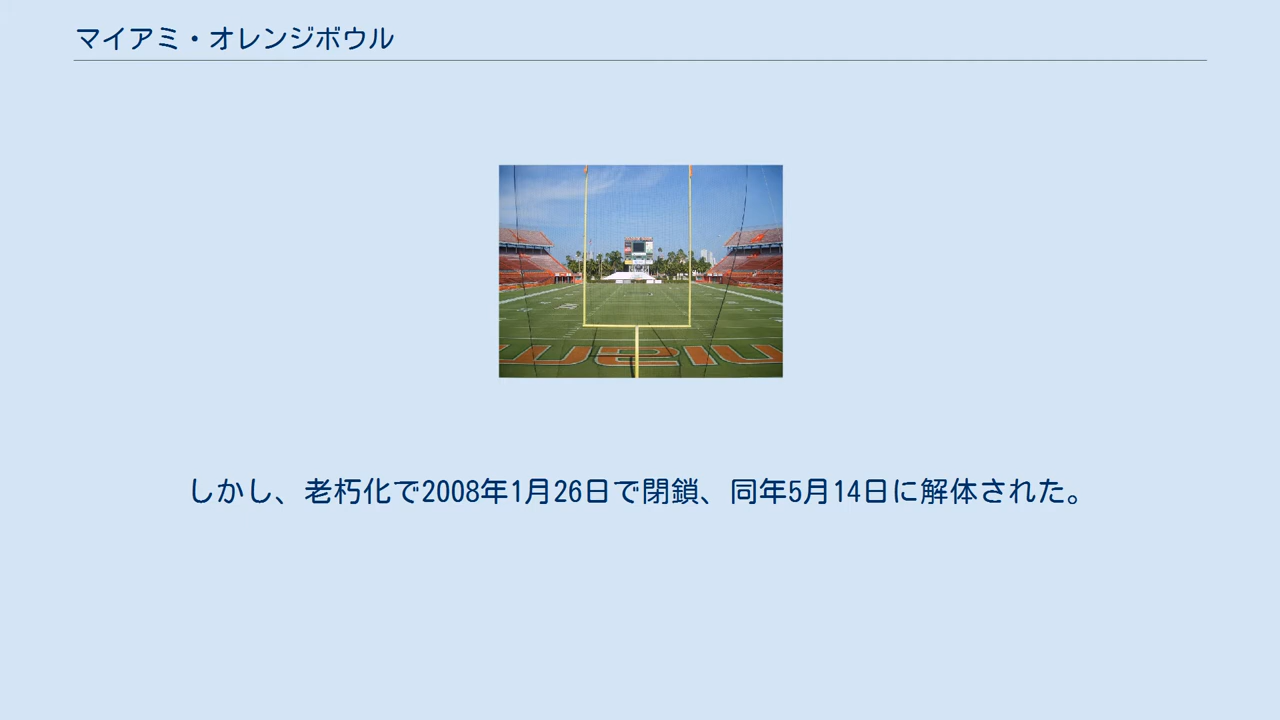 マイアミ・オレンジボウル
しかし、老朽化で2008年1月26日で閉鎖、同年5月14日に解体された。